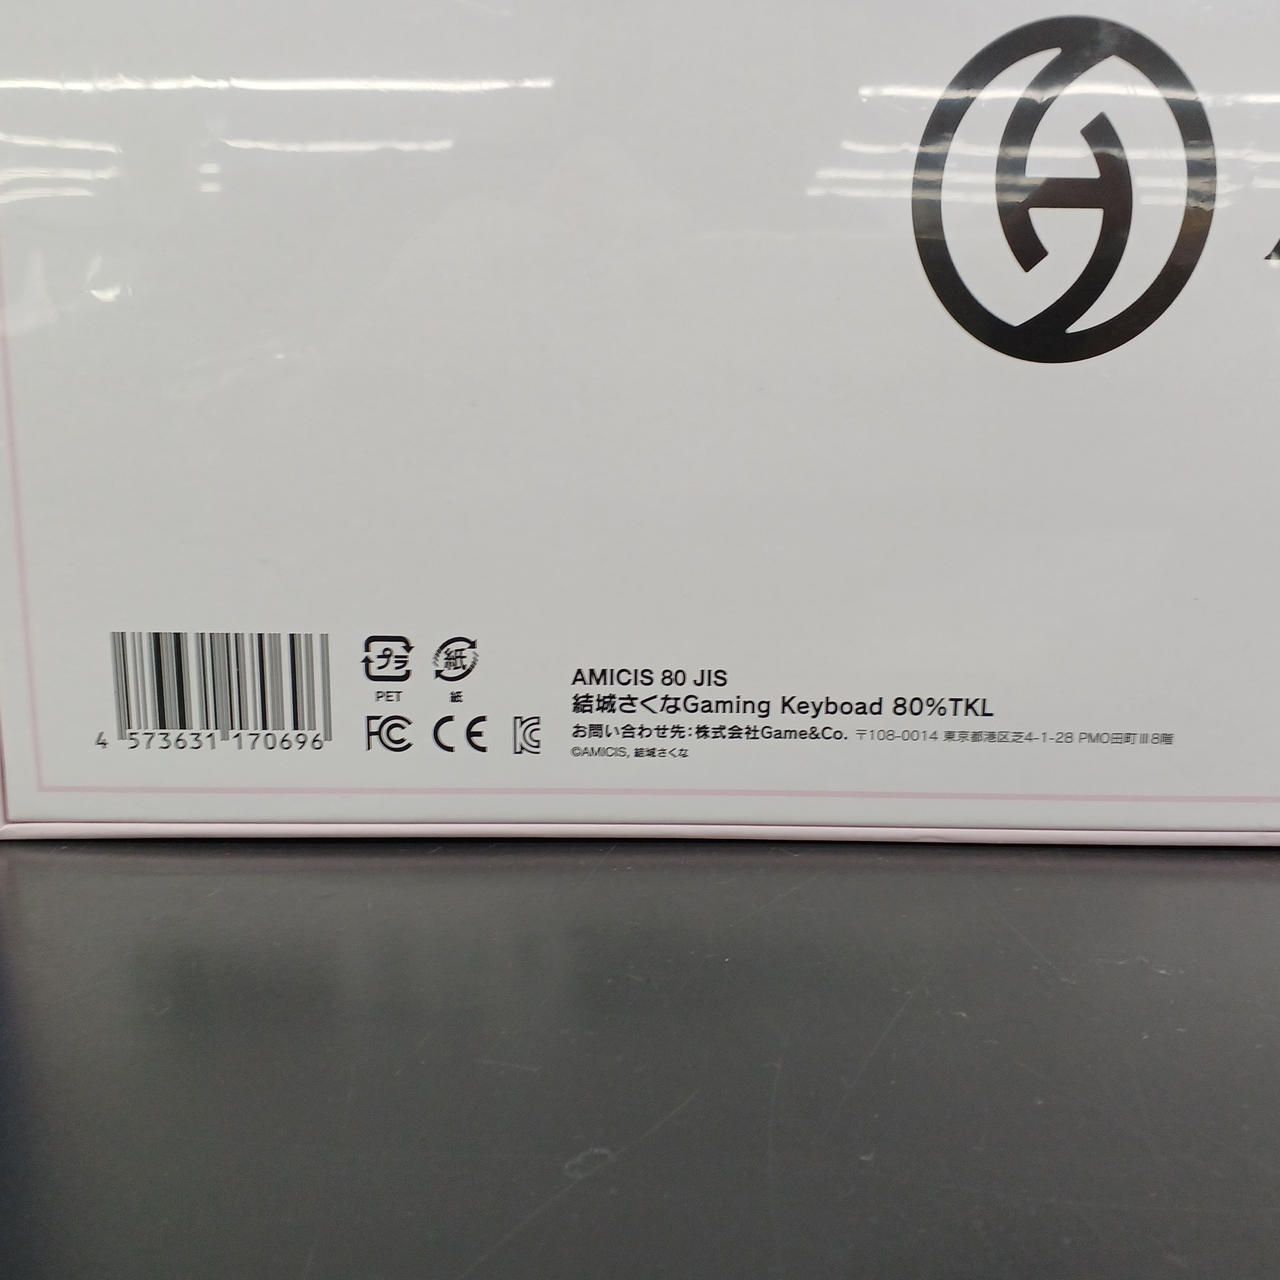 4 573631 170696
プラ
PET
紙
紙
FC CE
AMICIS 80 JIS
結城さくなGaming Keyboad 80%TKL
お問い合わせ先：株式会社Game&Co. 〒108-0014 東京都港区芝4-1-28 PMO田町Ⅲ8階
©AMICIS, 結城さくな